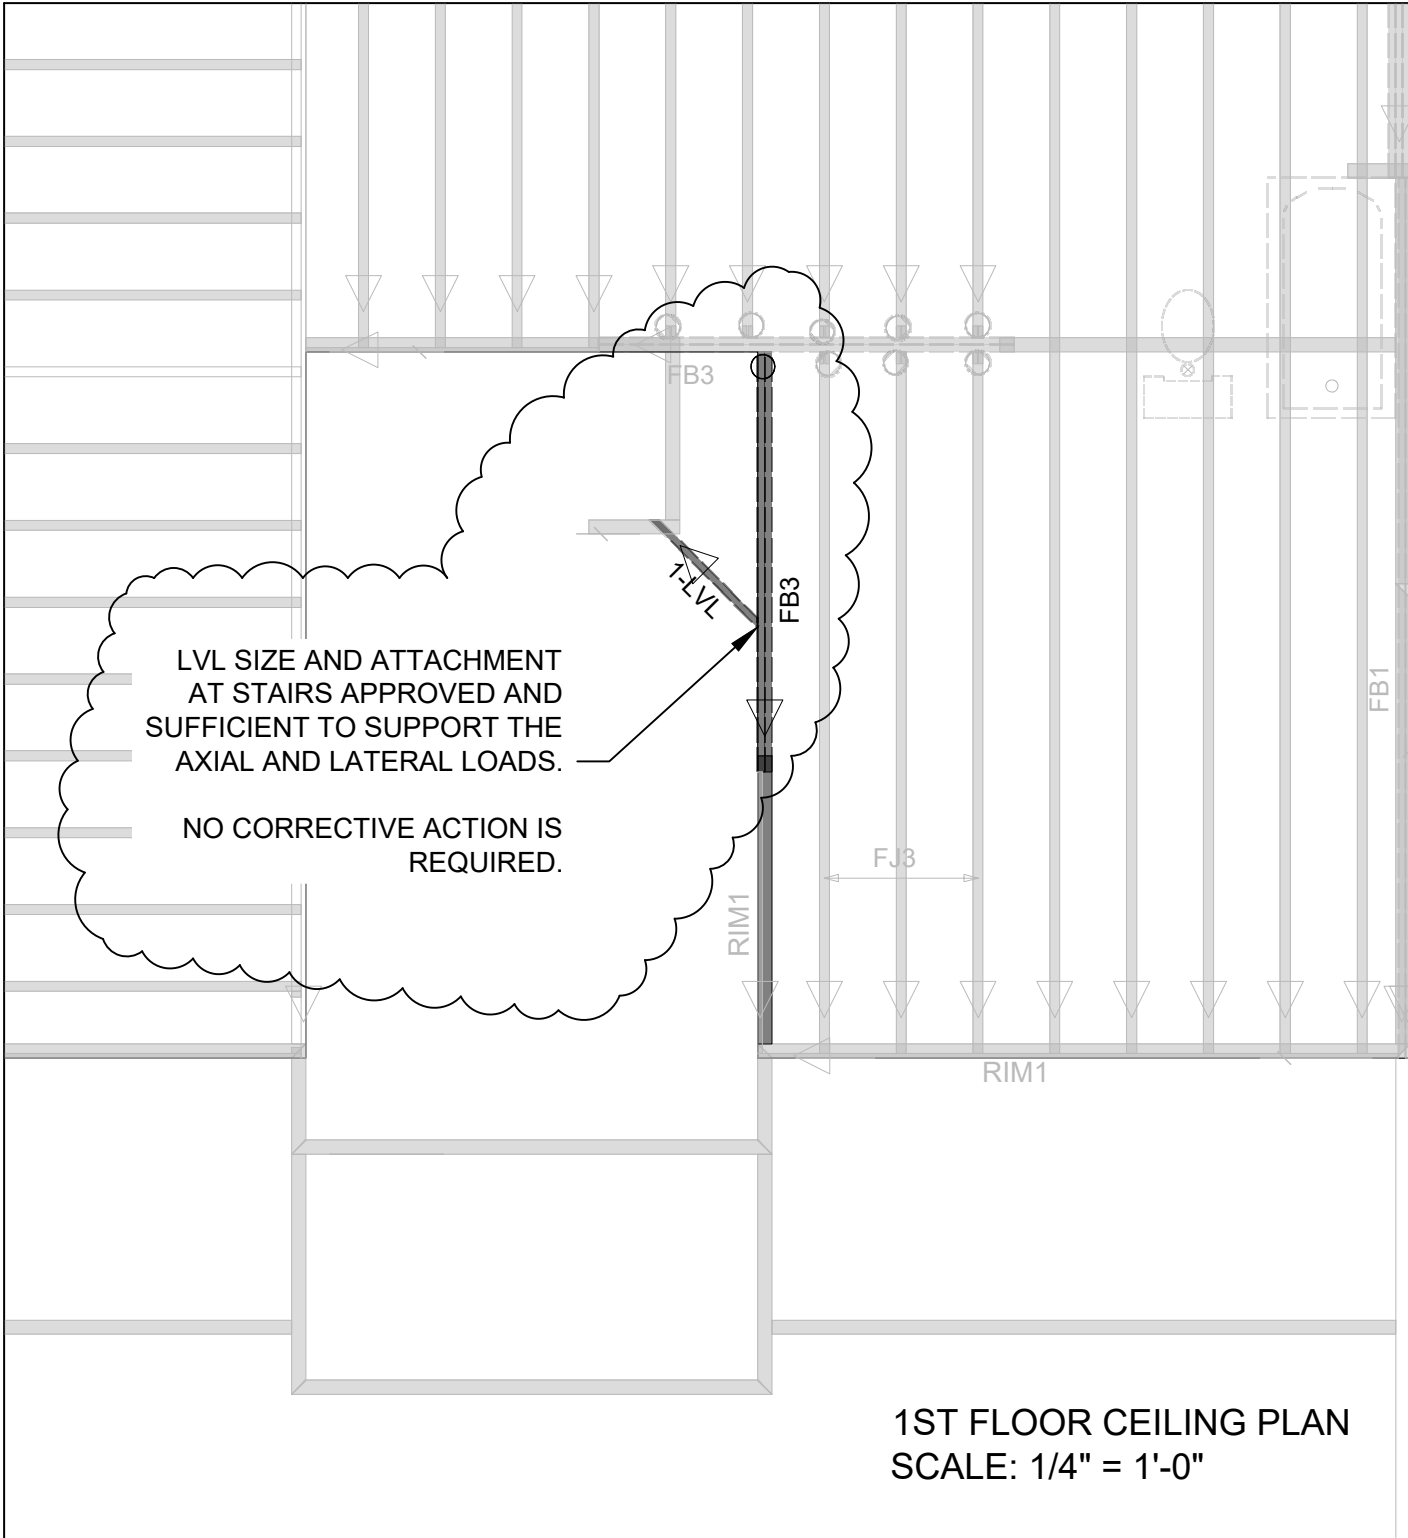 FB3
1-LVL
FB3
LVL SIZE AND ATTACHMENT
AT STAIRS APPROVED AND
SUFFICIENT TO SUPPORT THE
AXIAL AND LATERAL LOADS.
NO CORRECTIVE ACTION IS
REQUIRED.
FB1
FJ3
RIM1
RIM1
1ST FLOOR CEILING PLAN
SCALE: 1/4" = 1'-0"